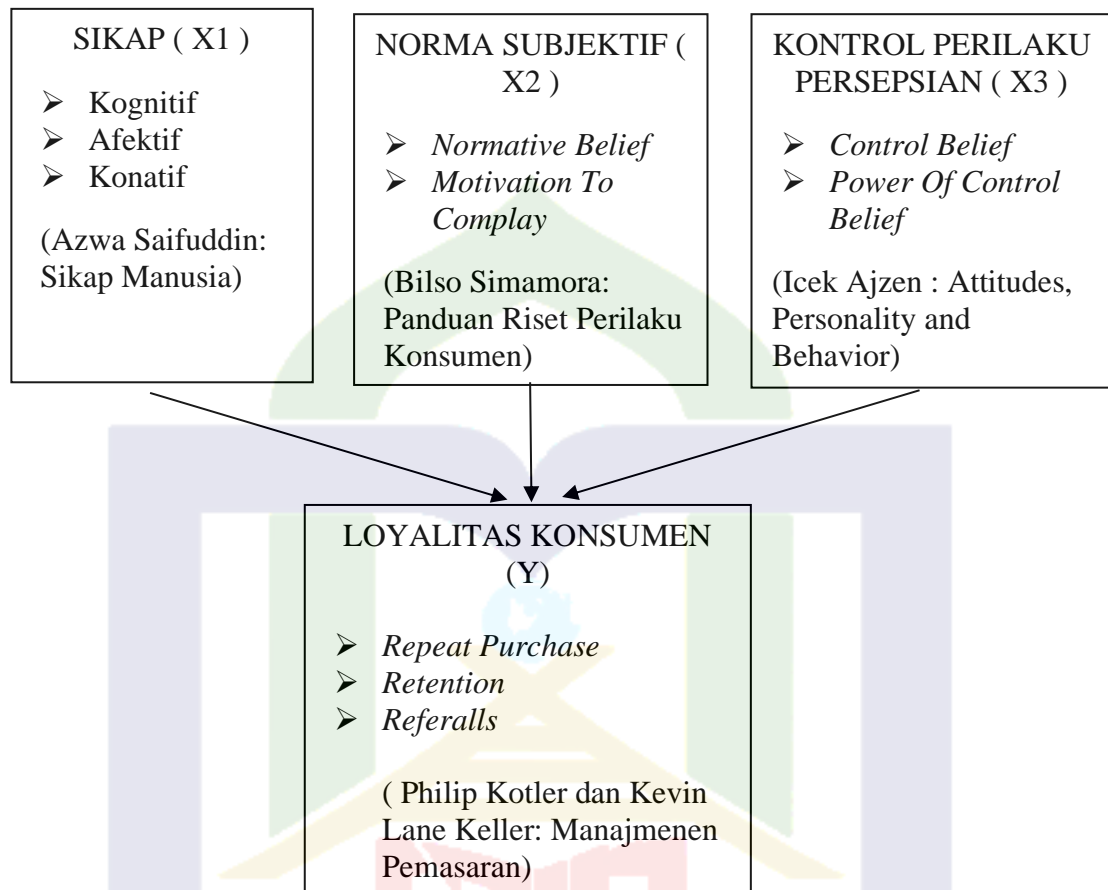 SIKAP ( X1 )
➢ Kognitif
➢ Afektif
➢ Konatif
(Azwa Saifuddin:
Sikap Manusia)
NORMA SUBJEKTIF (
X2 )
➢ Normative Belief
➢ Motivation To
Complay
(Bilso Simamora:
Panduan Riset Perilaku
Konsumen)
KONTROL PERILAKU
PERSEPSIAN ( X3 )
➢ Control Belief
➢ Power Of Control
Belief
(Icek Ajzen : Attitudes,
Personality and
Behavior)
LOYALITAS KONSUMEN
(Y)
➢ Repeat Purchase
➢ Retention
➢ Referalls
( Philip Kotler dan Kevin
Lane Keller: Manajmenen
Pemasaran)